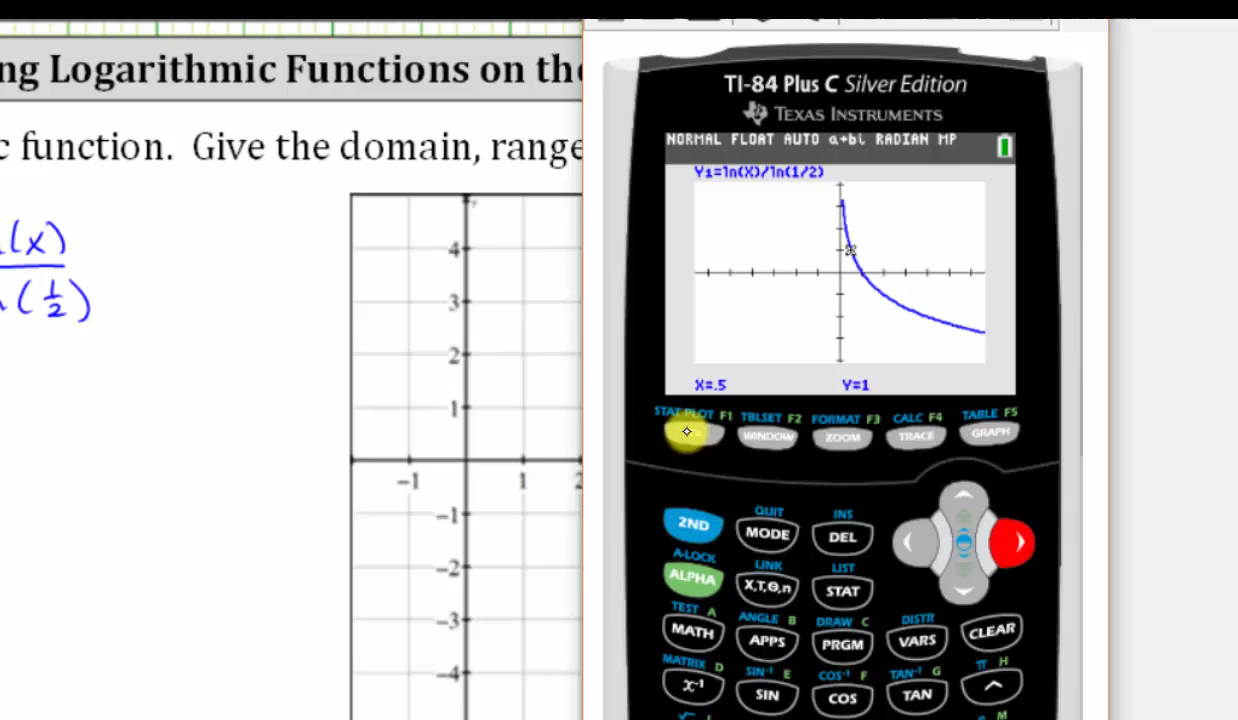 ng Logarithmic Functions on the
c function. Give the domain, range
(x)
(1/2)
4
3
2
1
-1 1 2
-1
-2
-3
-4
TI-84 Plus C Silver Edition
TEXAS INSTRUMENTS
NORMAL FLOAT AUTO a+bi RADIAN MP
Y1=ln(X)/ln(1/2)
X=.5 Y=1
STAT PLOT F1 TBLSET F2 FORMAT F3 CALC F4 TABLE F5
WINDOW ZOOM TRACE GRAPH
QUIT INS
2ND MODE DEL
A-LOCK LINK LIST
ALPHA X,T,Θ,n STAT
TEST A ANGLE B DRAW C DISTR
MATH APPS PRGM VARS CLEAR
MATRIX D SIN-1 E COS-1 F TAN-1 G π H
x-1 SIN COS TAN ^